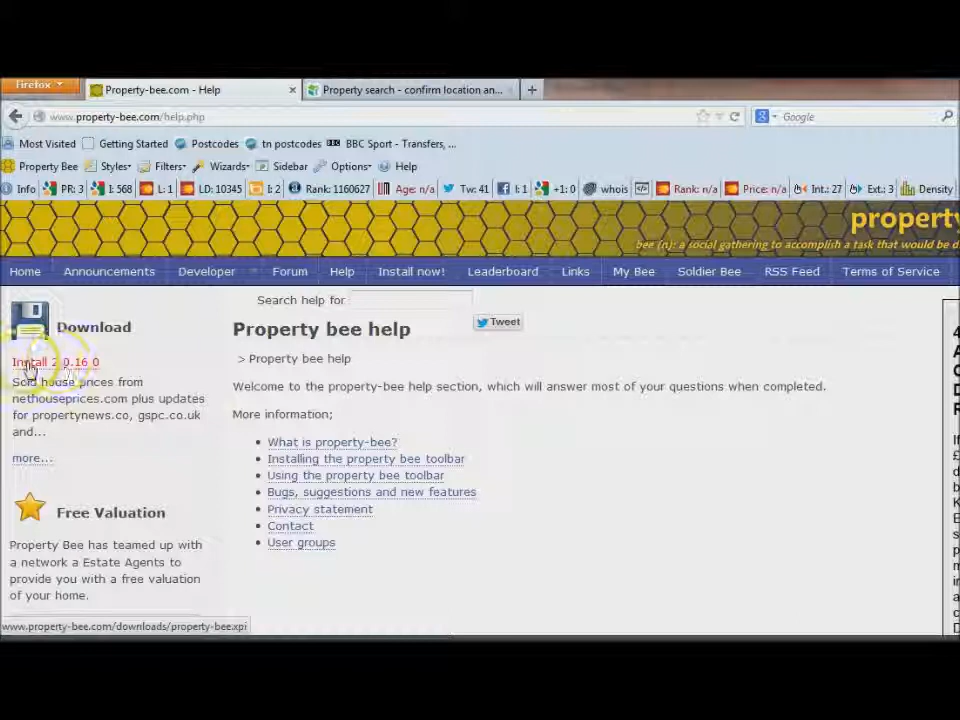 Firefox
Property-bee.com - Help
Property search - confirm location an...
www.property-bee.com/help.php
Google
Most Visited Getting Started Postcodes tn postcodes BBC Sport - Transfers, ...
Property Bee Styles Filters Wizards Sidebar Options Help
Info PR: 3 I: 568 L: 1 LD: 10345 I: 2 Rank: 1160627 Age: n/a Tw: 41 l: 1 +1: 0 whois Rank: n/a Price: n/a Int.: 27 Ext.: 3 Density
property
bee (n): a social gathering to accomplish a task that would be d
Home Announcements Developer Forum Help Install now! Leaderboard Links My Bee Soldier Bee RSS Feed Terms of Service
Search help for
Download
Property bee help
Tweet
Install 2.0.16 0
Sold house prices from
nethouseprices.com plus updates
for propertynews.co, gspc.co.uk
and...
more...
> Property bee help
Welcome to the property-bee help section, which will answer most of your questions when completed.
More information;
What is property-bee?
Installing the property bee toolbar
Using the property bee toolbar
Bugs, suggestions and new features
Privacy statement
Contact
User groups
Free Valuation
Property Bee has teamed up with
a network a Estate Agents to
provide you with a free valuation
of your home.
www.property-bee.com/downloads/property-bee.xpi